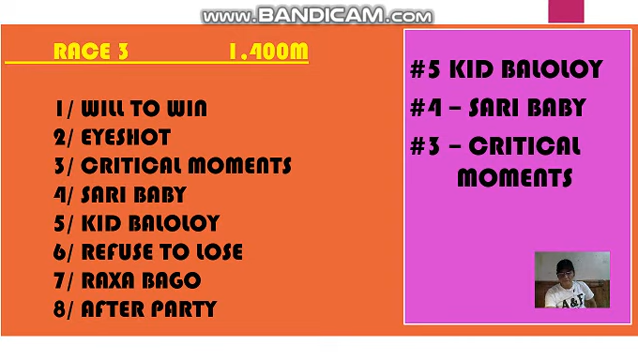 www.BANDICAM.com
RACE 3 1,400M
1/ WILL TO WIN
2/ EYESHOT
3/ CRITICAL MOMENTS
4/ SARI BABY
5/ KID BALOLOY
6/ REFUSE TO LOSE
7/ RAXA BAGO
8/ AFTER PARTY
#5 KID BALOLOY
#4 – SARI BABY
#3 – CRITICAL
MOMENTS
A&F